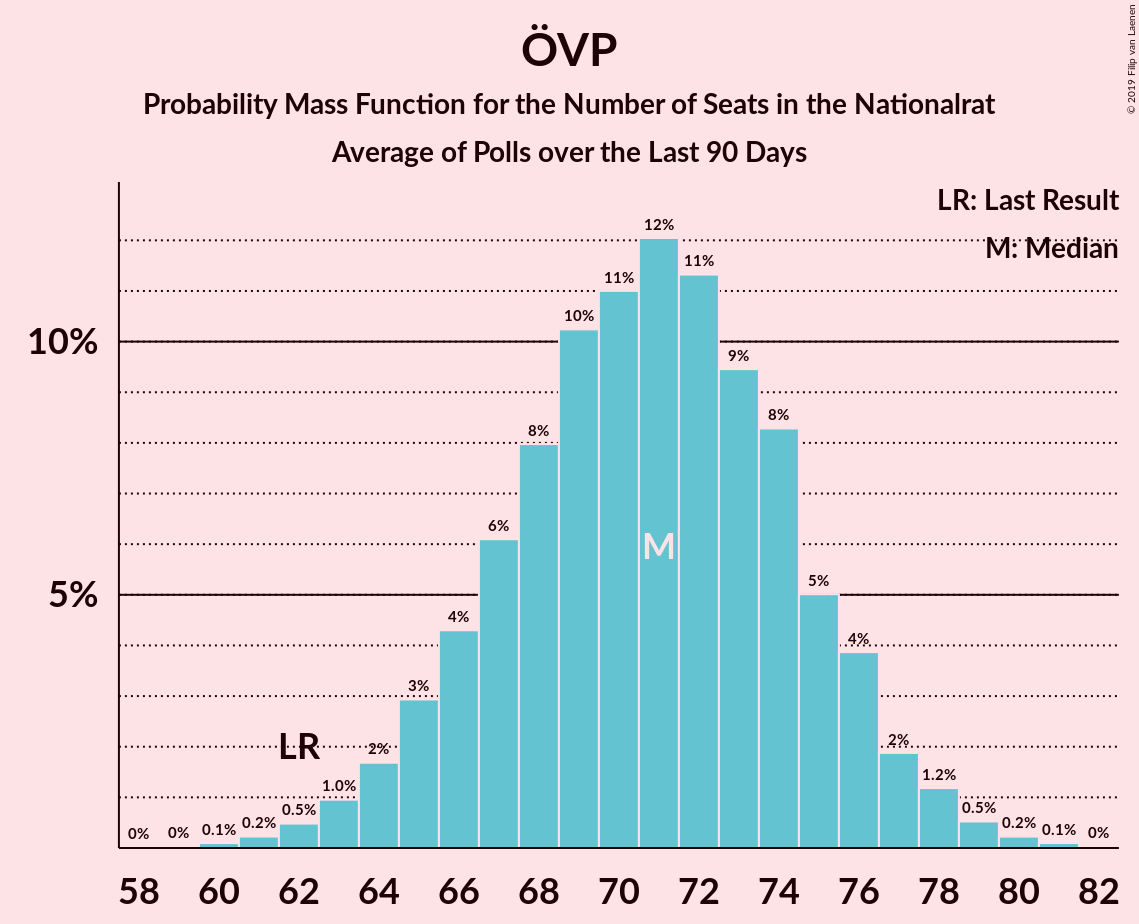 ÖVP
Probability Mass Function for the Number of Seats in the Nationalrat
Average of Polls over the Last 90 Days
© 2019 Filip van Laenen
LR: Last Result
M: Median
10%
5%
0% 0% 0.1% 0.2% 0.5% 1.0% 2% 3% 4% 6% 8% 10% 11% 12% 11% 9% 8% 5% 4% 2% 1.2% 0.5% 0.2% 0.1% 0%
LR
M
58 60 62 64 66 68 70 72 74 76 78 80 82